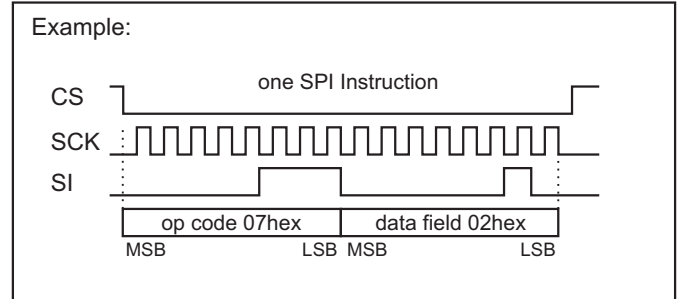 Example:
one SPI Instruction
CS
SCK
SI
op code 07hex data field 02hex
MSB LSB MSB LSB